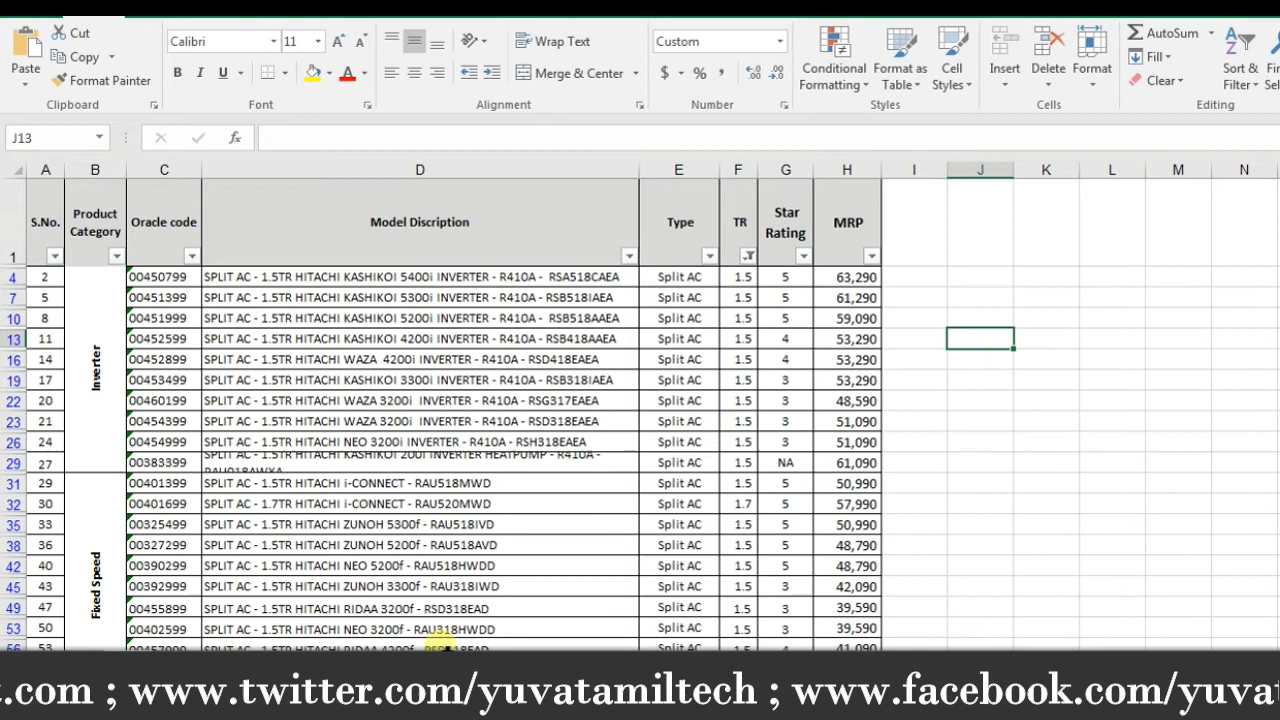 Cut
Copy
Format Painter
Paste
Clipboard
Calibri 11
B I U A
Font
Wrap Text
Merge & Center
Alignment
Custom
$ % ,
Number
Conditional Formatting
Format as Table
Cell Styles
Styles
Insert Delete Format
Cells
AutoSum
Fill
Clear
Sort & Filter
Editing
J13 fx
A B C D E F G H I J K L M N
1 S.No. Product Category Oracle code Model Discription Type TR Star Rating MRP
4 2 00450799 SPLIT AC - 1.5TR HITACHI KASHIKOI 5400i INVERTER - R410A - RSA518CAEA Split AC 1.5 5 63,290
7 5 00451399 SPLIT AC - 1.5TR HITACHI KASHIKOI 5300i INVERTER - R410A - RSB518IAEA Split AC 1.5 5 61,290
10 8 00451999 SPLIT AC - 1.5TR HITACHI KASHIKOI 5200i INVERTER - R410A - RSB518AAEA Split AC 1.5 5 59,090
13 11 00452599 SPLIT AC - 1.5TR HITACHI KASHIKOI 4200i INVERTER - R410A - RSB418AAEA Split AC 1.5 4 53,290
16 14 00452899 SPLIT AC - 1.5TR HITACHI WAZA 4200i INVERTER - R410A - RSD418EAEA Split AC 1.5 4 53,290
Inverter
19 17 00453499 SPLIT AC - 1.5TR HITACHI KASHIKOI 3300i INVERTER - R410A - RSB318IAEA Split AC 1.5 3 53,290
22 20 00460199 SPLIT AC - 1.5TR HITACHI WAZA 3200i INVERTER - R410A - RSG317EAEA Split AC 1.5 3 48,590
23 21 00454399 SPLIT AC - 1.5TR HITACHI WAZA 3200i INVERTER - R410A - RSD318EAEA Split AC 1.5 3 51,090
26 24 00454999 SPLIT AC - 1.5TR HITACHI NEO 3200i INVERTER - R410A - RSH318EAEA Split AC 1.5 3 51,090
29 27 00383399 SPLIT AC - 1.5TR HITACHI KASHIKOI 200i INVERTER HEATPUMP - R410A - RAU018AWXA Split AC 1.5 NA 61,090
31 29 00401399 SPLIT AC - 1.5TR HITACHI i-CONNECT - RAU518MWD Split AC 1.5 5 50,990
32 30 00401699 SPLIT AC - 1.7TR HITACHI i-CONNECT - RAU520MWD Split AC 1.7 5 57,990
35 33 00325499 SPLIT AC - 1.5TR HITACHI ZUNOH 5300f - RAU518IVD Split AC 1.5 5 50,990
38 36 00327299 SPLIT AC - 1.5TR HITACHI ZUNOH 5200f - RAU518AVD Split AC 1.5 5 48,790
42 40 00390299 SPLIT AC - 1.5TR HITACHI NEO 5200f - RAU518HWDD Split AC 1.5 5 48,790
Fixed Speed
45 43 00392999 SPLIT AC - 1.5TR HITACHI ZUNOH 3300f - RAU318IWD Split AC 1.5 3 42,090
49 47 00455899 SPLIT AC - 1.5TR HITACHI RIDAA 3200f - RSD318EAD Split AC 1.5 3 39,590
53 50 00402599 SPLIT AC - 1.5TR HITACHI NEO 3200f - RAU318HWDD Split AC 1.5 3 39,590
.com ; www.twitter.com/yuvatamiltech ; www.facebook.com/yuvat